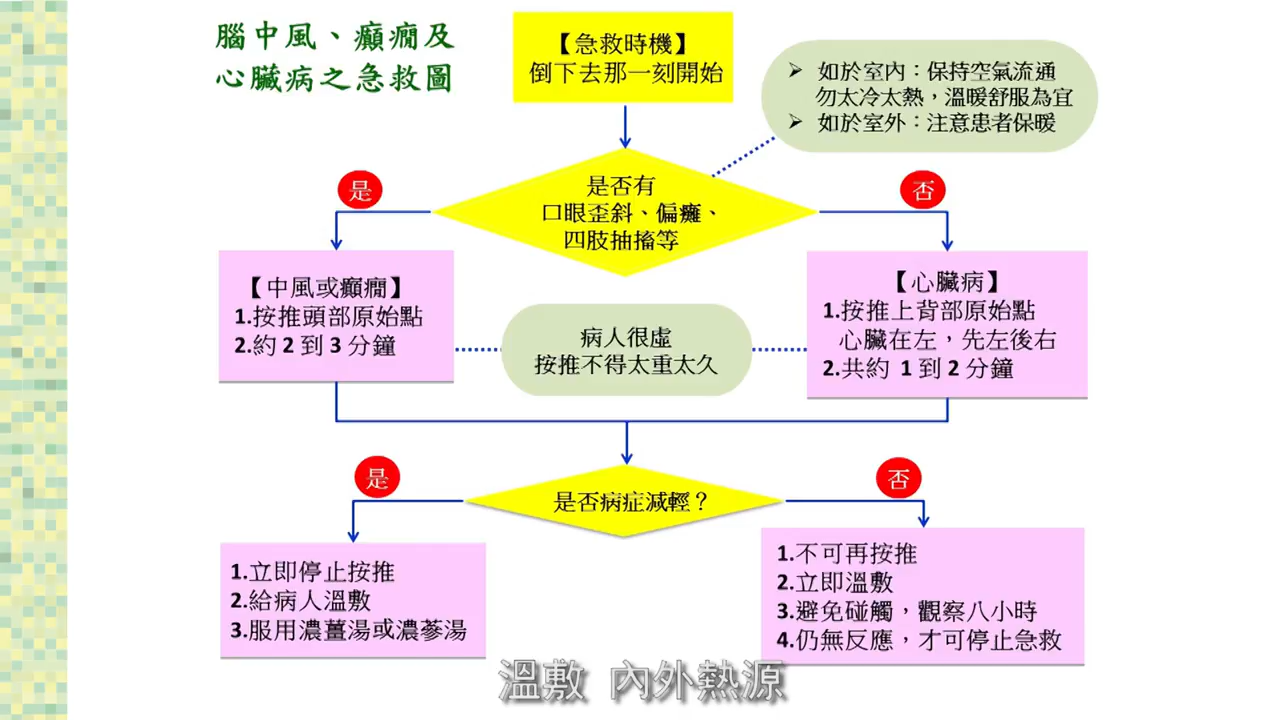 腦中風、癲癇及
心臟病之急救圖
【急救時機】
倒下去那一刻開始
➢ 如於室內：保持空氣流通
勿太冷太熱，溫暖舒服為宜
➢ 如於室外：注意患者保暖
是否有
口眼歪斜、偏癱、
四肢抽搐等
是
否
【中風或癲癇】
1.按推頭部原始點
2.約 2 到 3 分鐘
病人很虛
按推不得太重太久
【心臟病】
1.按推上背部原始點
心臟在左，先左後右
2.共約 1 到 2 分鐘
是否病症減輕？
是
否
1.立即停止按推
2.給病人溫敷
3.服用濃薑湯或濃蔘湯
1.不可再按推
2.立即溫敷
3.避免碰觸，觀察八小時
4.仍無反應，才可停止急救
溫敷 內外熱源